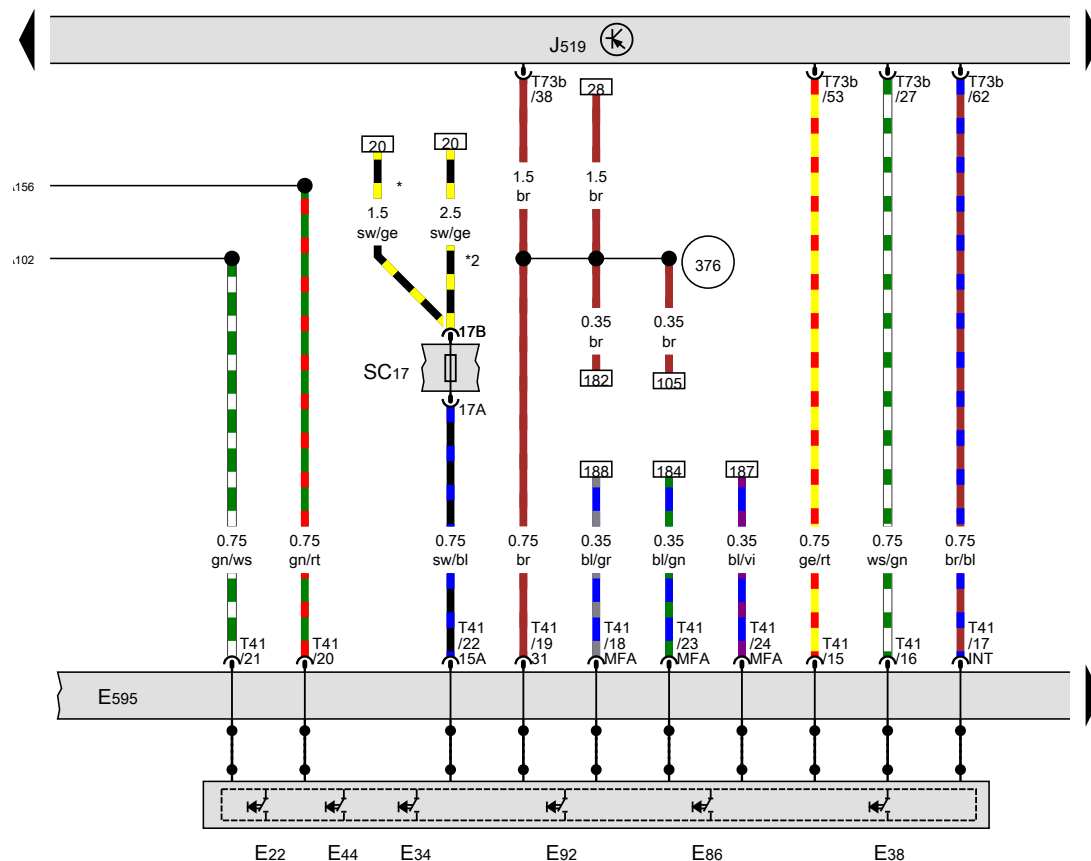 J519
T73b
/38
28
T73b
/53
T73b
/27
T73b
/62
20
20
156
*
1.5
sw/ge
2.5
sw/ge
1.5
br
1.5
br
102
*2
376
17B
0.35
br
0.35
br
SC17
182
105
17A
188
184
187
0.75
gn/ws
0.75
gn/rt
0.75
sw/bl
0.75
br
0.35
bl/gr
0.35
bl/gn
0.35
bl/vi
0.75
ge/rt
0.75
ws/gn
0.75
br/bl
T41
/21
T41
/20
T41
/22
15A
T41
/19
31
T41
/18
MFA
T41
/23
MFA
T41
/24
MFA
T41
/15
T41
/16
T41
/17
INT
E595
E22
E44
E34
E92
E86
E38